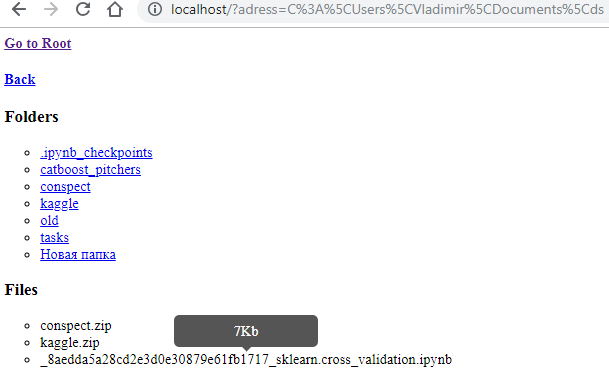 localhost/?adress=C%3A%5CUsers%5CVladimir%5CDocuments%5Cds
Go to Root
Back
Folders
.ipynb_checkpoints
catboost_pitchers
conspect
kaggle
old
tasks
Новая папка
Files
conspect.zip
7Kb
kaggle.zip
_8aedda5a28cd2e3d0e30879e61fb1717_sklearn.cross_validation.ipynb